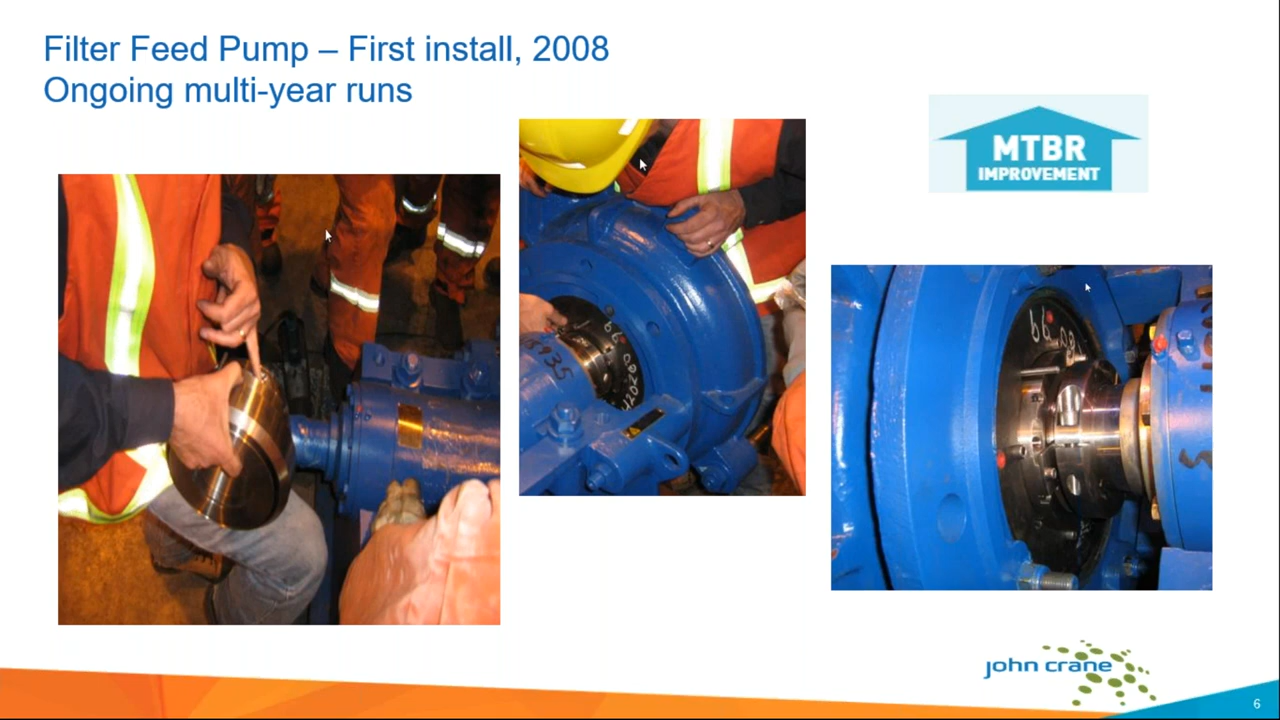 Filter Feed Pump – First install, 2008
Ongoing multi-year runs
MTBR
IMPROVEMENT
john crane
6